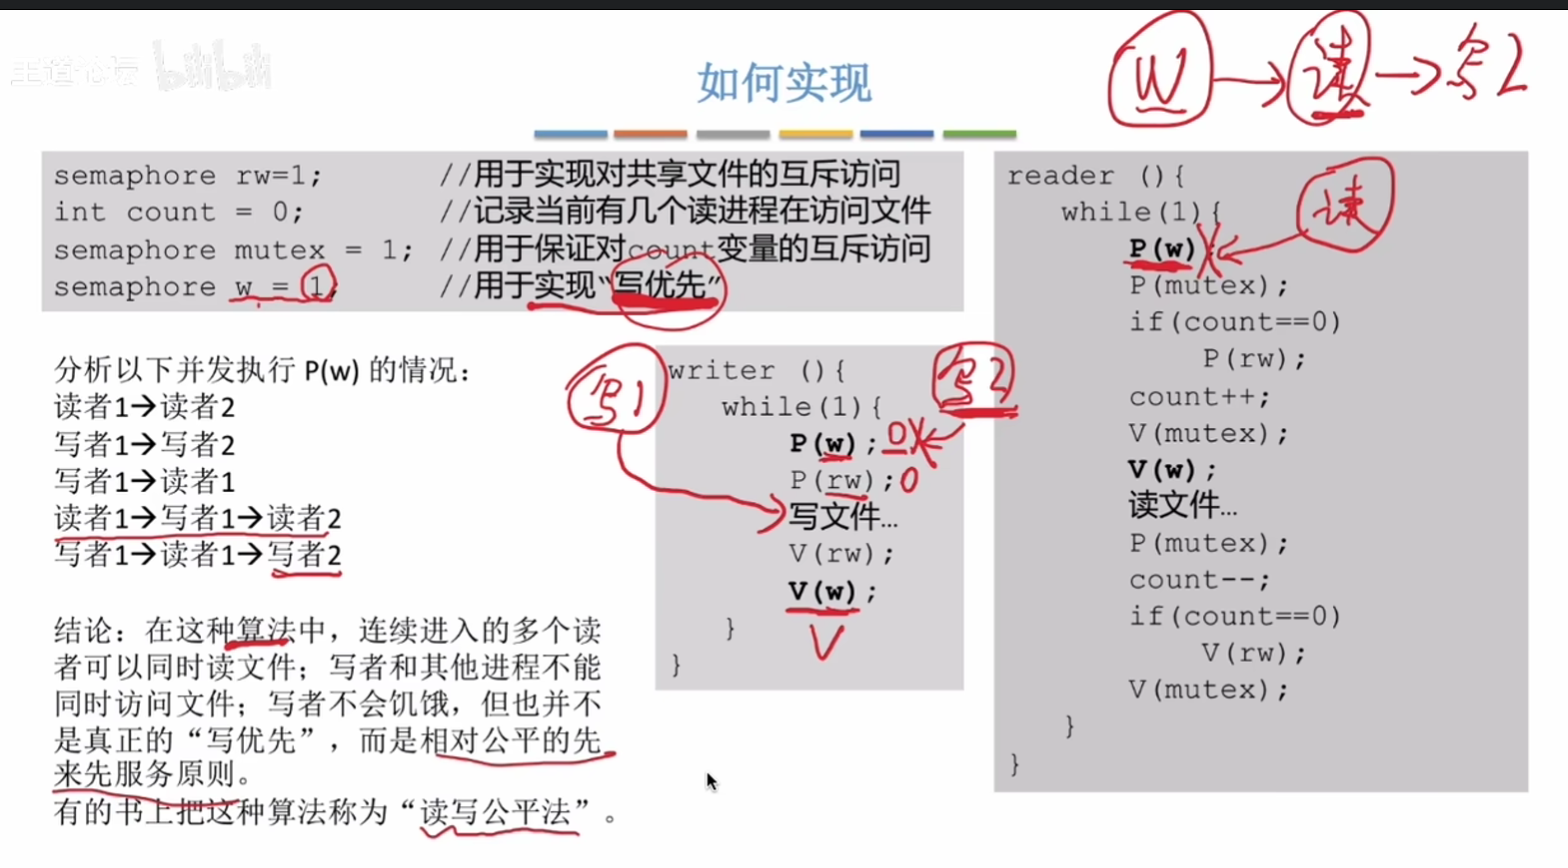 王道论坛 bilibili
如何实现
W → 读 → 写2
semaphore rw=1; //用于实现对共享文件的互斥访问
int count = 0; //记录当前有几个读进程在访问文件
semaphore mutex = 1; //用于保证对count变量的互斥访问
semaphore w = 1; //用于实现“写优先”
分析以下并发执行 P(w) 的情况：
读者1→读者2
写者1→写者2
写者1→读者1
读者1→写者1→读者2
写者1→读者1→写者2
结论：在这种算法中，连续进入的多个读
者可以同时读文件；写者和其他进程不能
同时访问文件；写者不会饥饿，但也并不
是真正的“写优先”，而是相对公平的先
来先服务原则。
有的书上把这种算法称为“读写公平法”。
写1
写2
writer (){
while(1){
P(w); 0
P(rw); 0
写文件…
V(rw);
V(w);
}
V
}
reader (){
读
while(1){
P(w);
P(mutex);
if(count==0)
P(rw);
count++;
V(mutex);
V(w);
读文件…
P(mutex);
count--;
if(count==0)
V(rw);
V(mutex);
}
}